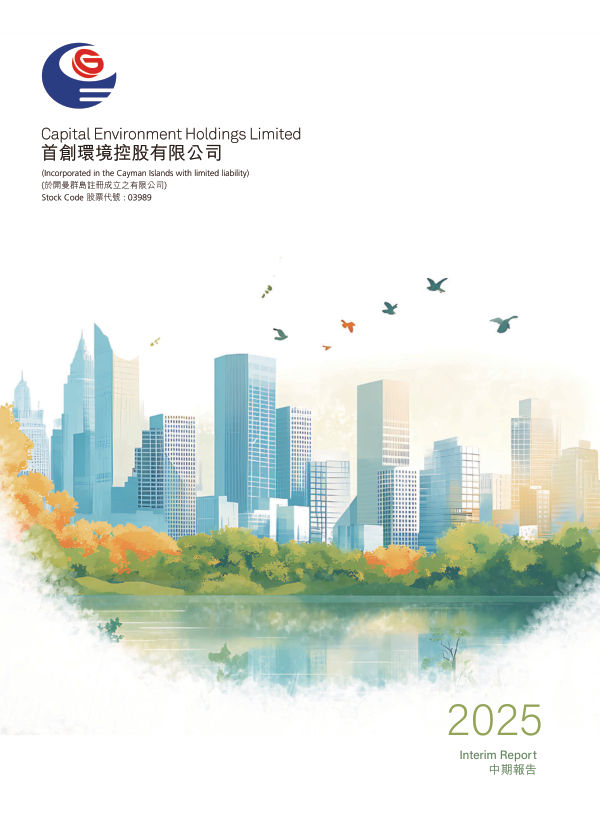 G
Capital Environment Holdings Limited
首創環境控股有限公司
(Incorporated in the Cayman Islands with limited liability)
(於開曼群島註冊成立之有限公司)
Stock Code 股票代號 : 03989
2025
Interim Report
中期報告